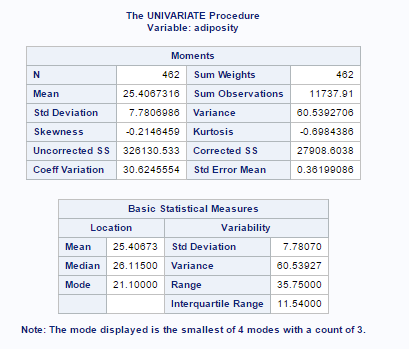 The UNIVARIATE Procedure
Variable: adiposity
Moments
N 462 Sum Weights 462
Mean 25.4067316 Sum Observations 11737.91
Std Deviation 7.7806986 Variance 60.5392706
Skewness -0.2146459 Kurtosis -0.6984386
Uncorrected SS 326130.533 Corrected SS 27908.6038
Coeff Variation 30.6245554 Std Error Mean 0.36199086
Basic Statistical Measures
Location Variability
Mean 25.40673 Std Deviation 7.78070
Median 26.11500 Variance 60.53927
Mode 21.10000 Range 35.75000
Interquartile Range 11.54000
Note: The mode displayed is the smallest of 4 modes with a count of 3.